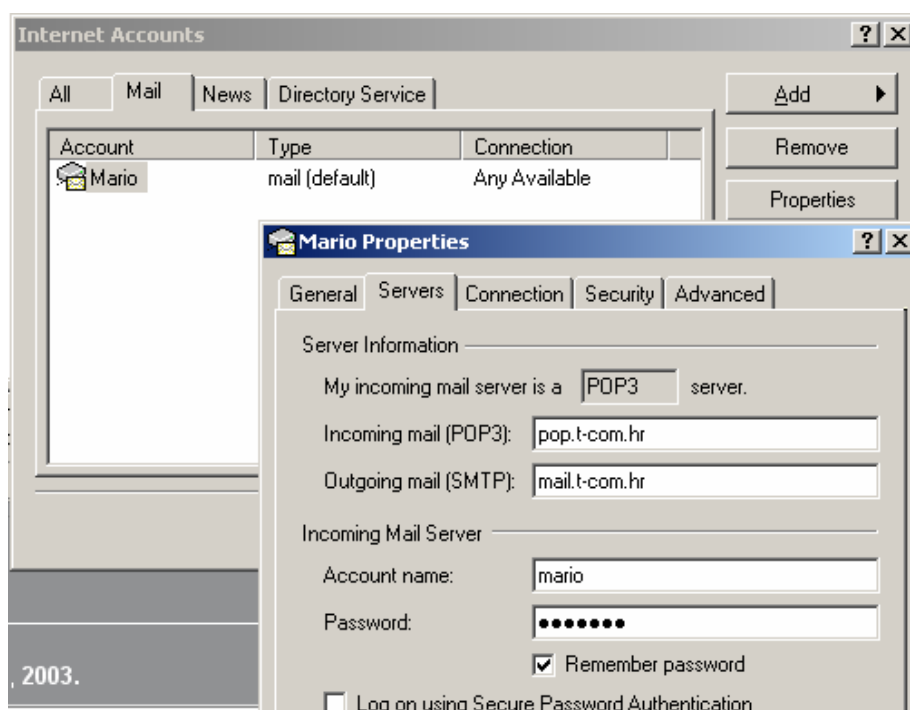 Internet Accounts
All Mail News Directory Service
Add
Account Type Connection
Remove
Mario mail (default) Any Available
Properties
Mario Properties
General Servers Connection Security Advanced
Server Information
My incoming mail server is a POP3 server.
Incoming mail (POP3): pop.t-com.hr
Outgoing mail (SMTP): mail.t-com.hr
Incoming Mail Server
Account name: mario
Password: ●●●●●●●
Remember password
, 2003.
Log on using Secure Password Authentication